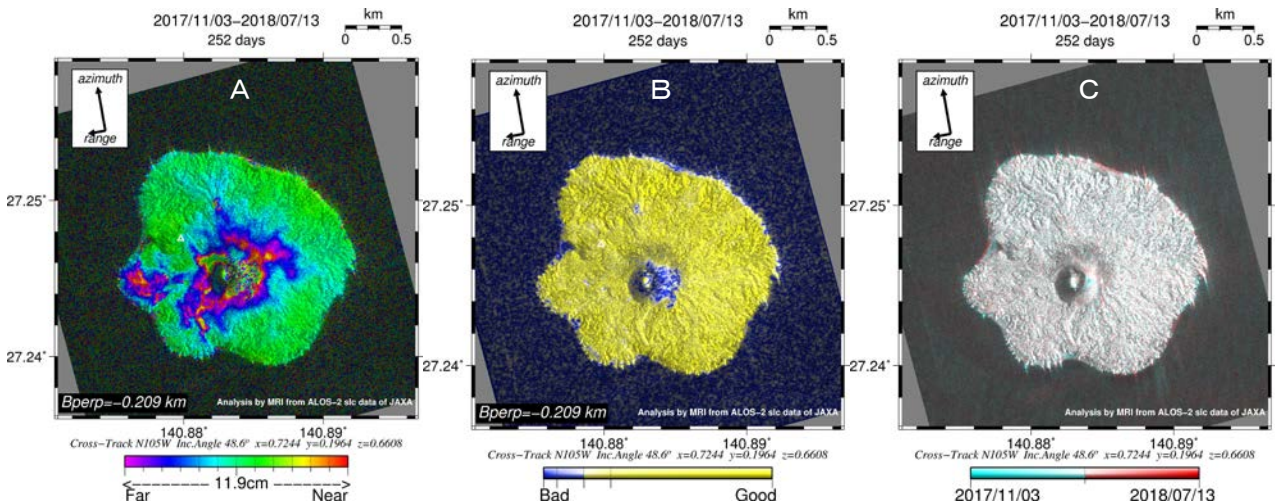 2017/11/03−2018/07/13
252 days
km
0 0.5
azimuth
range
A
27.25°
27.24°
Bperp=−0.209 km
Analysis by MRI from ALOS−2 slc data of JAXA
140.88° 140.89°
Cross−Track N105W Inc.Angle 48.6° x=0.7244 y=0.1964 z=0.6608
<−−−−− 11.9cm −−−−−>
Far Near
2017/11/03−2018/07/13
252 days
km
0 0.5
azimuth
range
B
27.25°
27.24°
Bperp=−0.209 km
Analysis by MRI from ALOS−2 slc data of JAXA
140.88° 140.89°
Cross−Track N105W Inc.Angle 48.6° x=0.7244 y=0.1964 z=0.6608
Bad Good
2017/11/03−2018/07/13
252 days
km
0 0.5
azimuth
range
C
27.25°
27.24°
Analysis by MRI from ALOS−2 slc data of JAXA
140.88° 140.89°
Cross−Track N105W Inc.Angle 48.6° x=0.7244 y=0.1964 z=0.6608
2017/11/03 2018/07/13